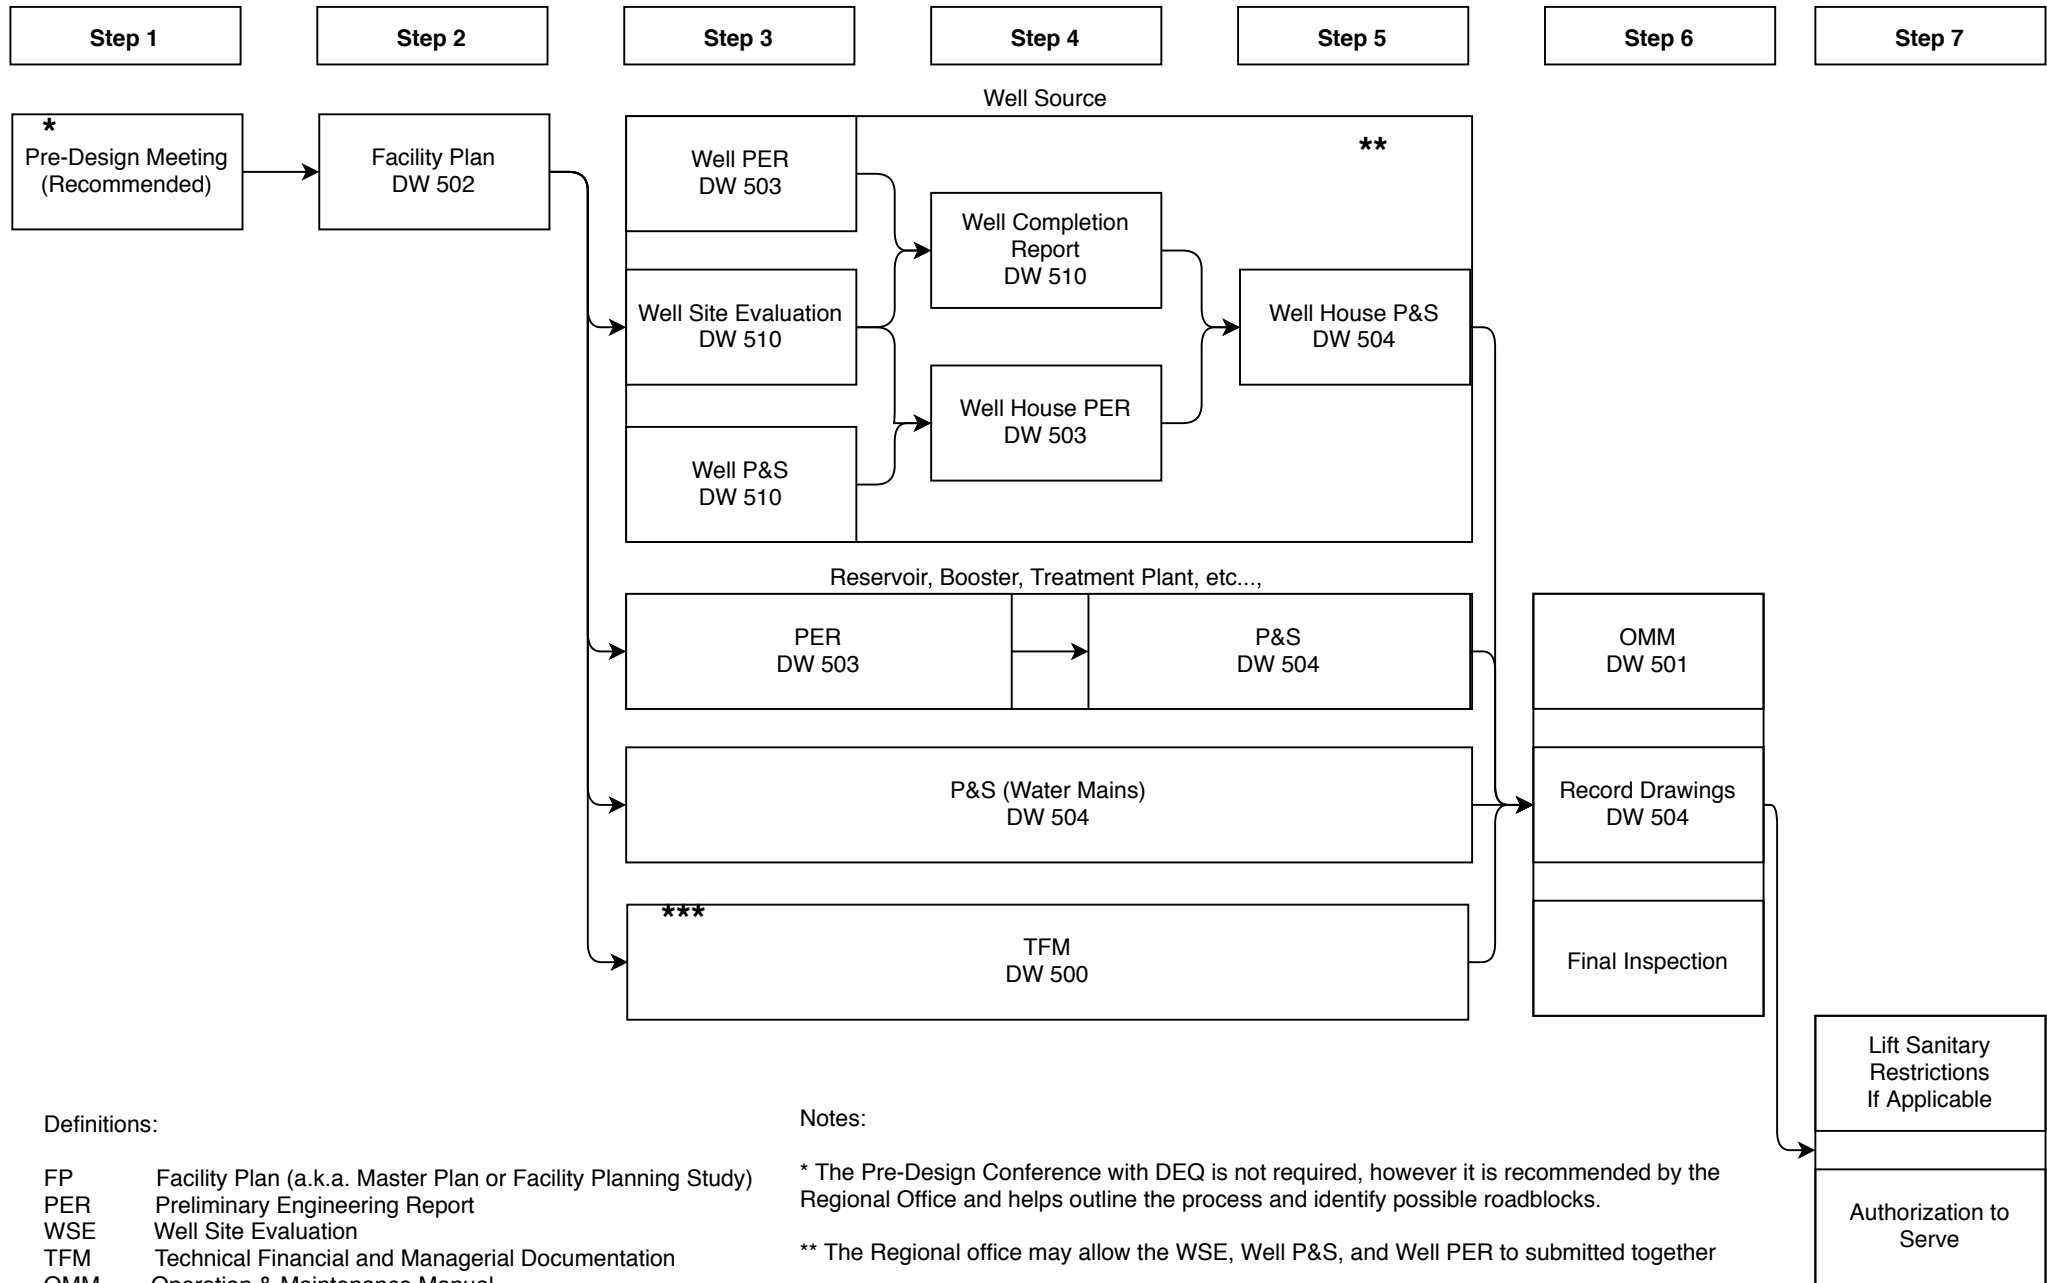 Step 1
Step 2
Step 3
Step 4
Step 5
Step 6
Step 7
*
Pre-Design Meeting
(Recommended)
Facility Plan
DW 502
Well Source
**
Well PER
DW 503
Well Site Evaluation
DW 510
Well P&S
DW 510
Well Completion
Report
DW 510
Well House PER
DW 503
Well House P&S
DW 504
Reservoir, Booster, Treatment Plant, etc...,
PER
DW 503
P&S
DW 504
P&S (Water Mains)
DW 504
***
TFM
DW 500
OMM
DW 501
Record Drawings
DW 504
Final Inspection
Lift Sanitary
Restrictions
If Applicable
Authorization to
Serve
Definitions:
FP Facility Plan (a.k.a. Master Plan or Facility Planning Study)
PER Preliminary Engineering Report
WSE Well Site Evaluation
TFM Technical Financial and Managerial Documentation
OMM Operation & Maintenance Manual
Notes:
* The Pre-Design Conference with DEQ is not required, however it is recommended by the
Regional Office and helps outline the process and identify possible roadblocks.
** The Regional office may allow the WSE, Well P&S, and Well PER to submitted together